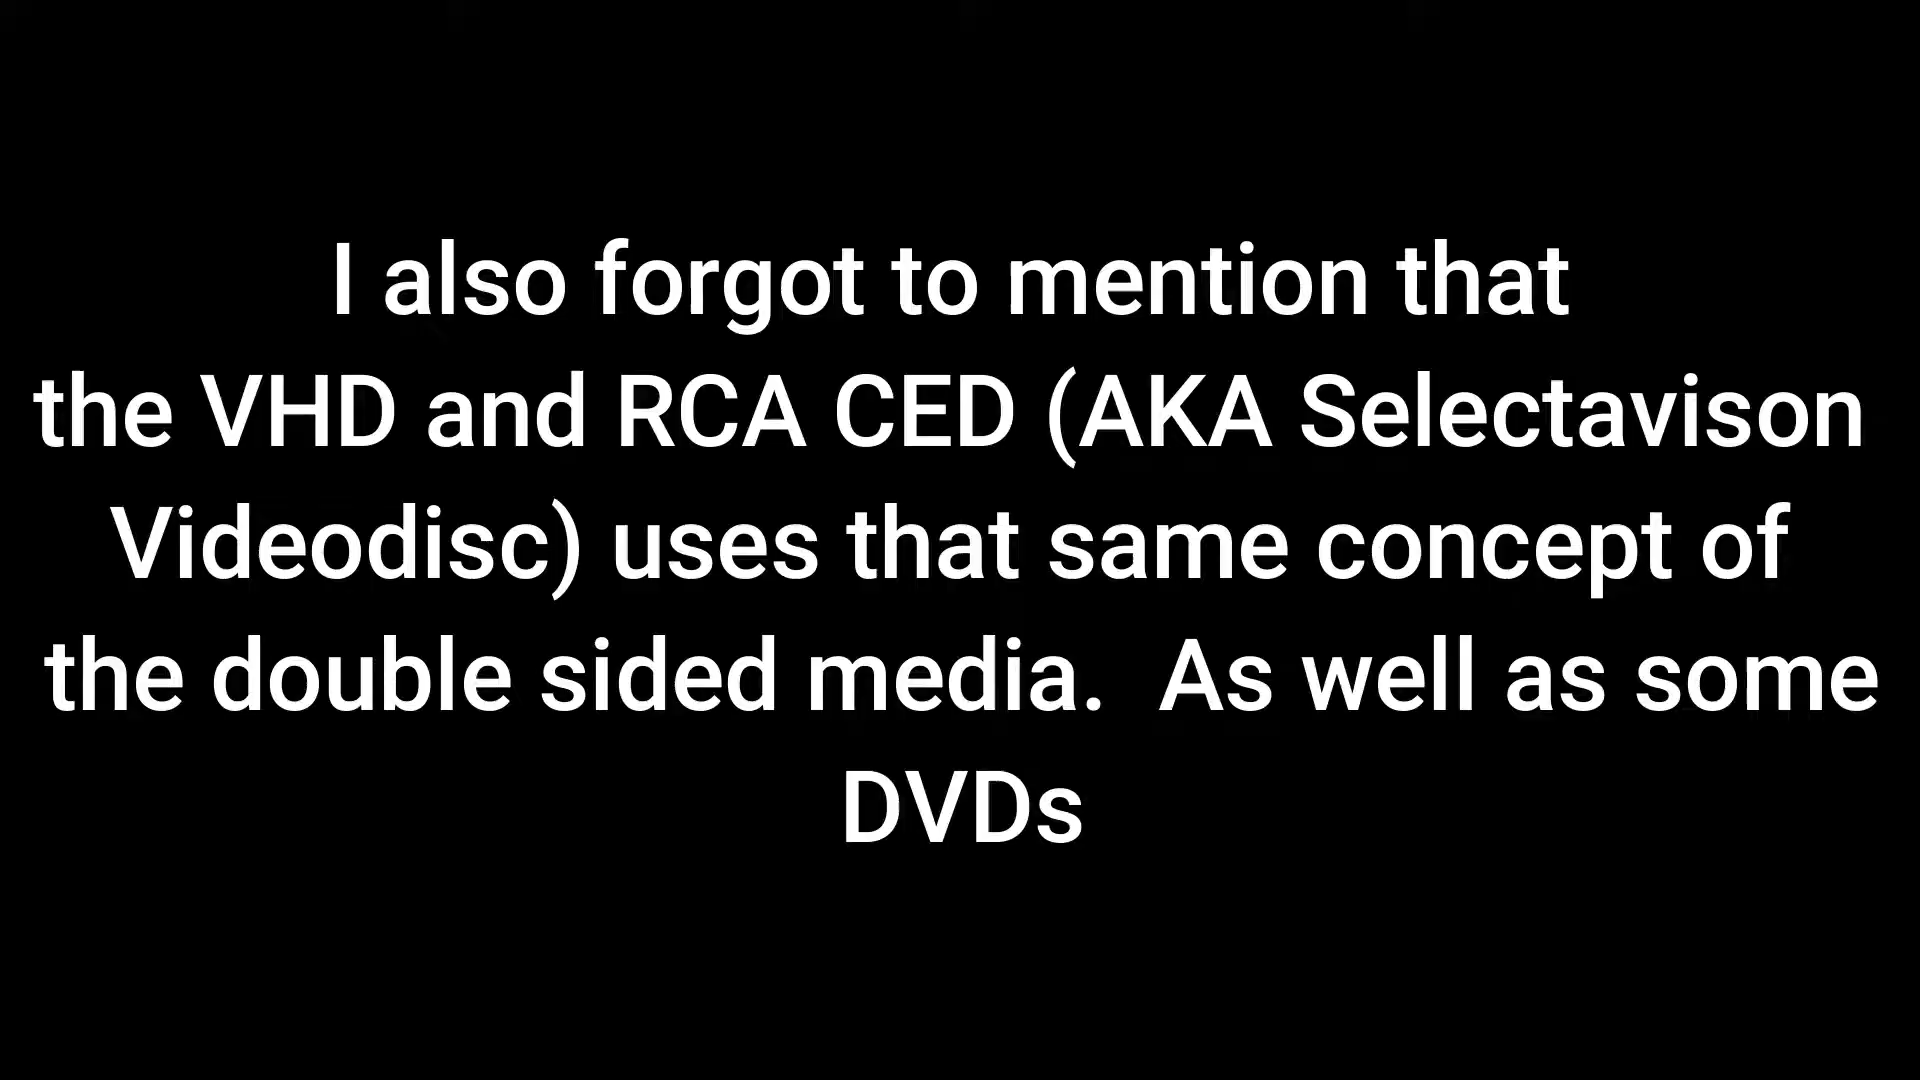 I also forgot to mention that
the VHD and RCA CED (AKA Selectavison
Videodisc) uses that same concept of
the double sided media.  As well as some
DVDs